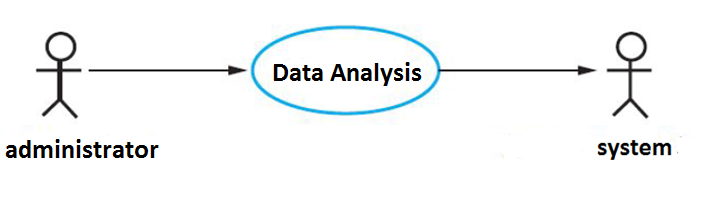 Data Analysis
administrator
system